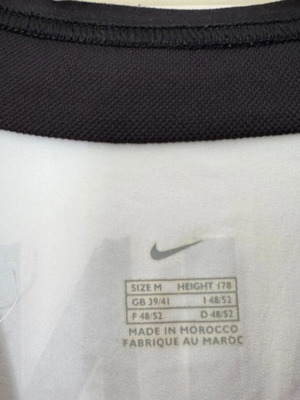 SIZE M HEIGHT 178
GB 39/41 I 48/52
F 48/52 D 48/52
MADE IN MOROCCO
FABRIQUE AU MAROC